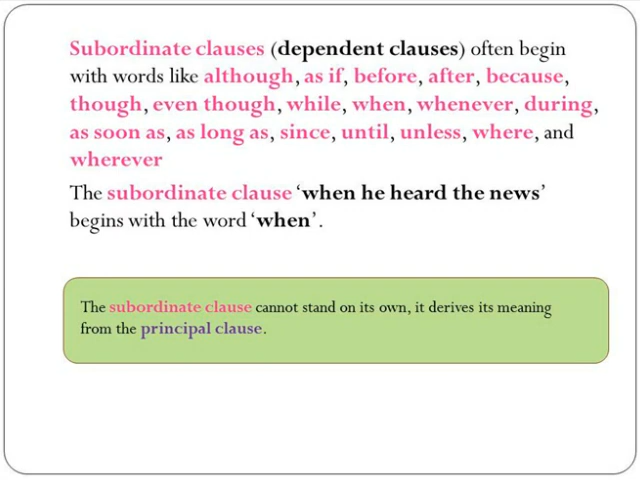 Subordinate clauses (dependent clauses) often begin
with words like although, as if, before, after, because,
though, even though, while, when, whenever, during,
as soon as, as long as, since, until, unless, where, and
wherever
The subordinate clause ‘when he heard the news’
begins with the word ‘when’.
The subordinate clause cannot stand on its own, it derives its meaning
from the principal clause.